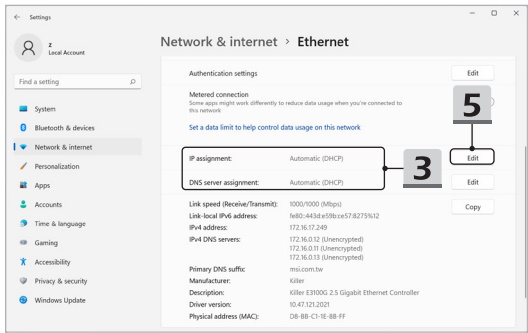 Settings
Network & internet > Ethernet
Z
Local Account
Find a setting
System
Bluetooth & devices
Network & internet
Personalization
Apps
Accounts
Time & language
Gaming
Accessibility
Privacy & security
Windows Update
Authentication settings Edit
Metered connection
Some apps might work differently to reduce data usage when you're connected to
this network
5
Set a data limit to help control data usage on this network
IP assignment: Automatic (DHCP) Edit
3
DNS server assignment: Automatic (DHCP) Edit
Link speed (Receive/Transmit): 1000/1000 (Mbps) Copy
Link-local IPv6 address: fe80::443d:e59b:ce57:8275%12
IPv4 address: 172.16.17.249
IPv4 DNS servers: 172.16.0.12 (Unencrypted)
172.16.0.11 (Unencrypted)
172.16.0.13 (Unencrypted)
Primary DNS suffix: msi.com.tw
Manufacturer: Killer
Description: Killer E3100G 2.5 Gigabit Ethernet Controller
Driver version: 10.47.121.2021
Physical address (MAC): D8-BB-C1-1E-8B-FF